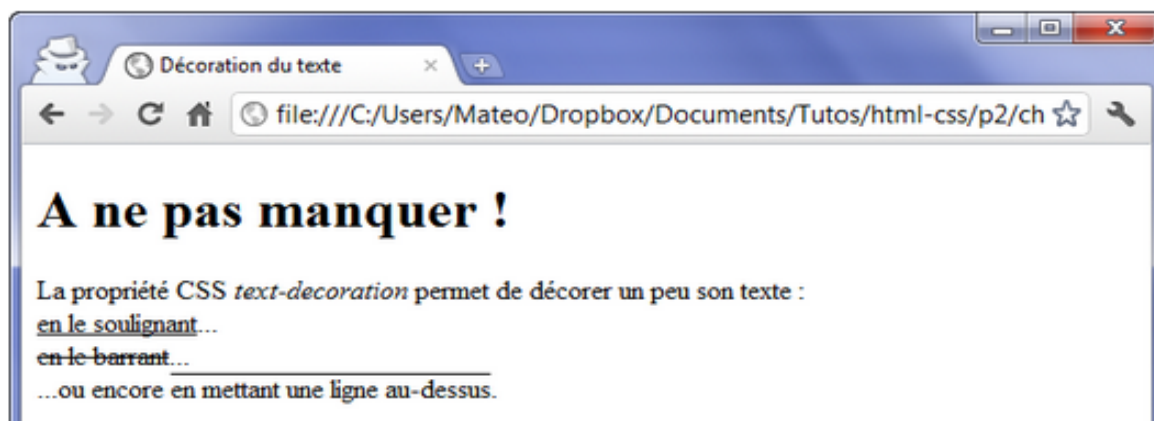 Décoration du texte
file:///C:/Users/Mateo/Dropbox/Documents/Tutos/html-css/p2/ch
A ne pas manquer !
La propriété CSS text-decoration permet de décorer un peu son texte :
en le soulignant...
en le barrant...
...ou encore en mettant une ligne au-dessus.